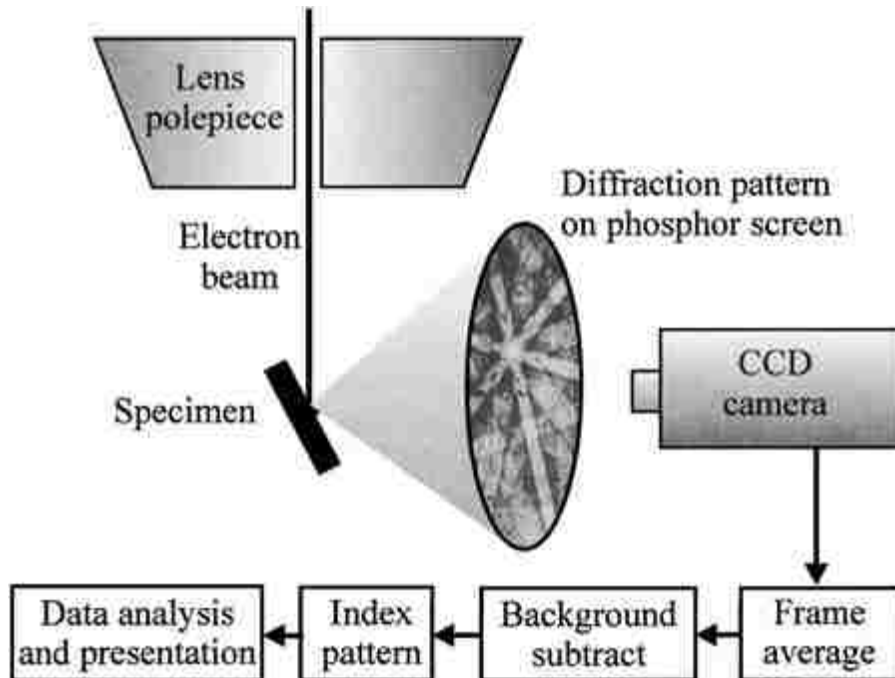 Lens
polepiece
Electron
beam
Diffraction pattern
on phosphor screen
Specimen
CCD
camera
Data analysis
and presentation
Index
pattern
Background
subtract
Frame
average